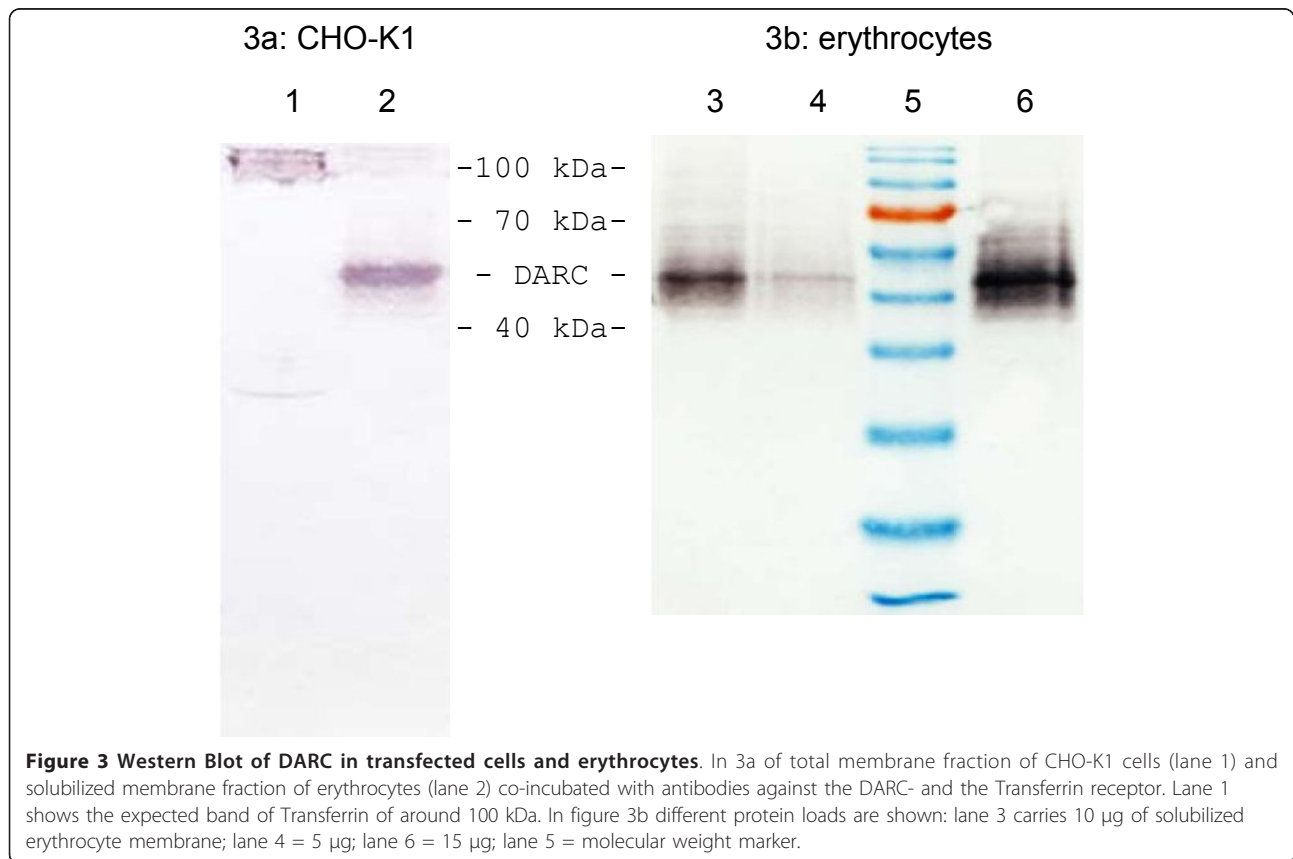 3a: CHO-K1 3b: erythrocytes
1 2 3 4 5 6
-100 kDa-
- 70 kDa-
- DARC -
- 40 kDa-
Figure 3 Western Blot of DARC in transfected cells and erythrocytes. In 3a of total membrane fraction of CHO-K1 cells (lane 1) and
solubilized membrane fraction of erythrocytes (lane 2) co-incubated with antibodies against the DARC- and the Transferrin receptor. Lane 1
shows the expected band of Transferrin of around 100 kDa. In figure 3b different protein loads are shown: lane 3 carries 10 μg of solubilized
erythrocyte membrane; lane 4 = 5 μg; lane 6 = 15 μg; lane 5 = molecular weight marker.